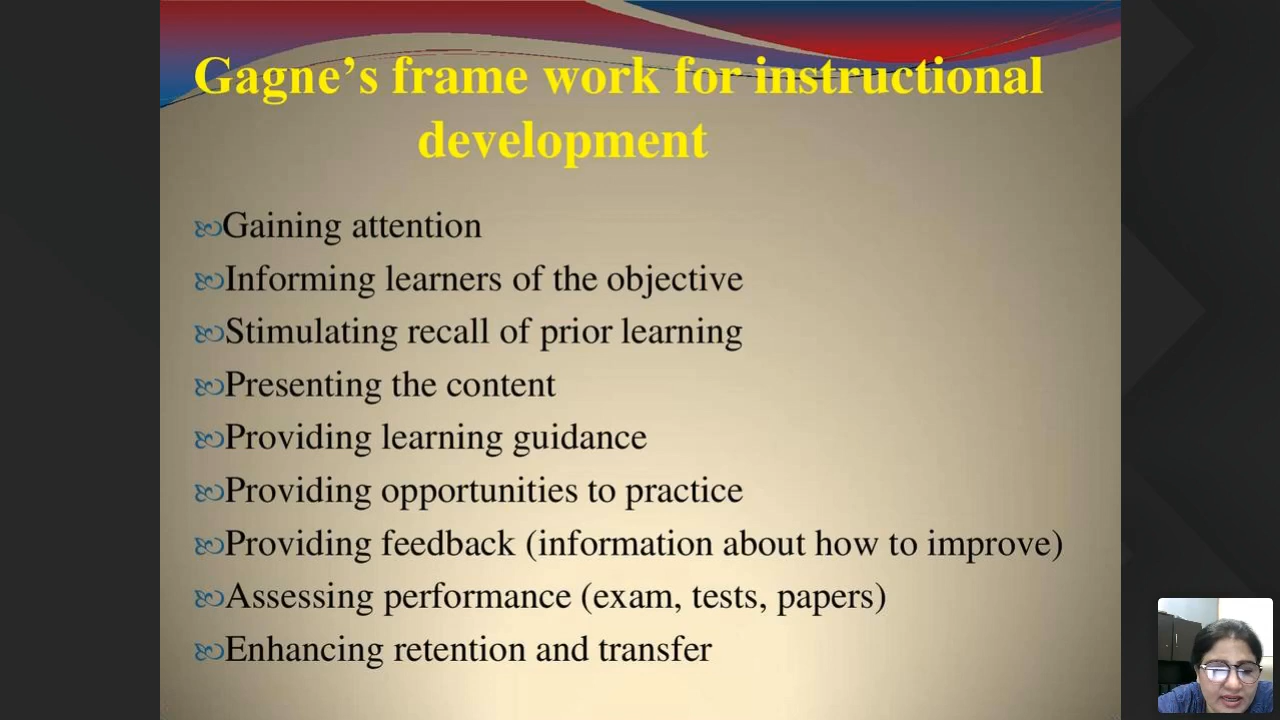 Gagne’s frame work for instructional
development
Gaining attention
Informing learners of the objective
Stimulating recall of prior learning
Presenting the content
Providing learning guidance
Providing opportunities to practice
Providing feedback (information about how to improve)
Assessing performance (exam, tests, papers)
Enhancing retention and transfer